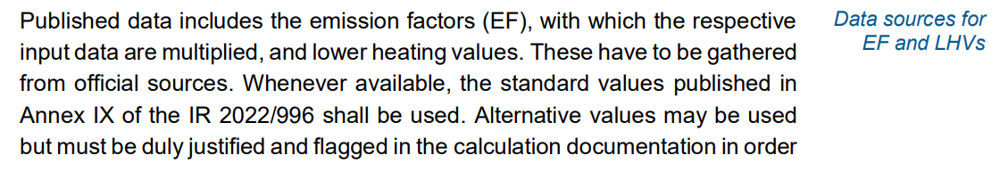 Published data includes the emission factors (EF), with which the respective
input data are multiplied, and lower heating values. These have to be gathered
from official sources. Whenever available, the standard values published in
Annex IX of the IR 2022/996 shall be used. Alternative values may be used
but must be duly justified and flagged in the calculation documentation in order
Data sources for
EF and LHVs